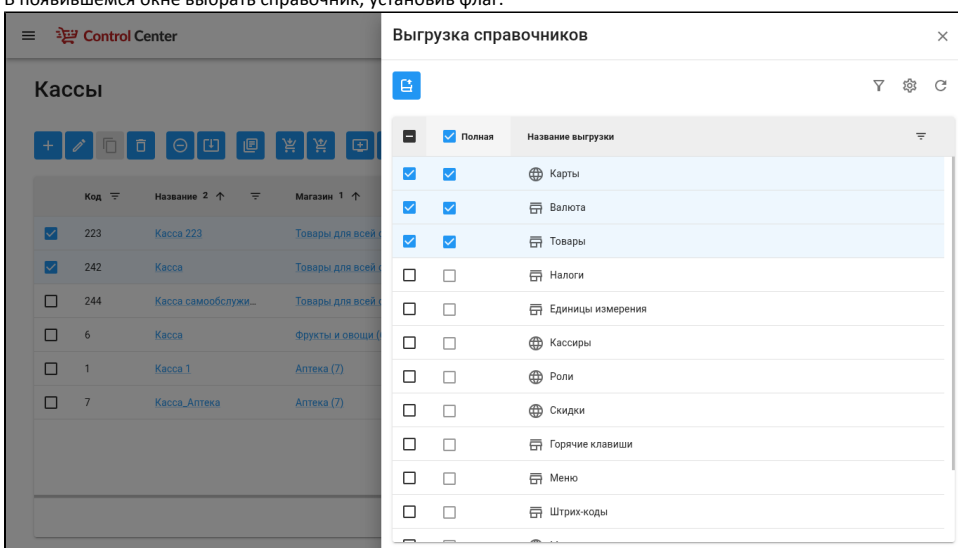 В появившемся окне выбрать справочник, установив флаг.
Control Center
Выгрузка справочников
Кассы
Полная Название выгрузки
Карты
Валюта
Товары
Налоги
Единицы измерения
Кассиры
Роли
Скидки
Горячие клавиши
Меню
Штрих-коды
Код Название 2 Магазин 1
223 Касса 223 Товары для всей
242 Касса Товары для всей
244 Касса самообслужи... Товары для всей
6 Касса Фрукты и овощи
1 Касса 1 Аптека (7)
7 Касса_Аптека Аптека (7)